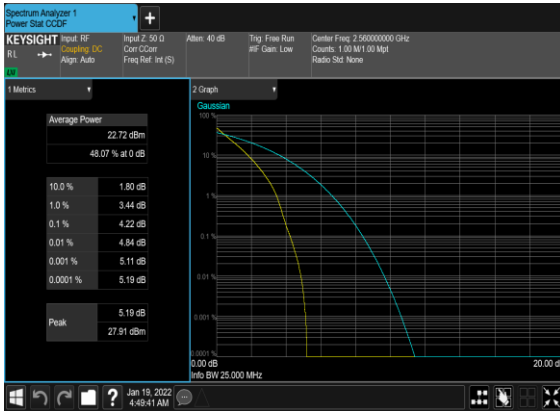 Spectrum Analyzer 1
Power Stat CCDF
KEYSIGHT
RL
LV
Input: RF
Coupling: DC
Align: Auto
Input Z: 50 Ω
Corr CCorr
Freq Ref: Int (S)
Atten: 40 dB
Trig: Free Run
#IF Gain: Low
Center Freq: 2.560000000 GHz
Counts: 1.00 M/1.00 Mpt
Radio Std: None
1 Metrics
Average Power
22.72 dBm
48.07 % at 0 dB
10.0 % 1.80 dB
1.0 % 3.44 dB
0.1 % 4.22 dB
0.01 % 4.84 dB
0.001 % 5.11 dB
0.0001 % 5.19 dB
Peak
5.19 dB
27.91 dBm
2 Graph
Gaussian
100 %
10 %
1 %
0.1 %
0.01 %
0.001 %
0.0001 %
0.00 dB
20.00 d
Info BW 25.000 MHz
?
Jan 19, 2022
4:49:41 AM